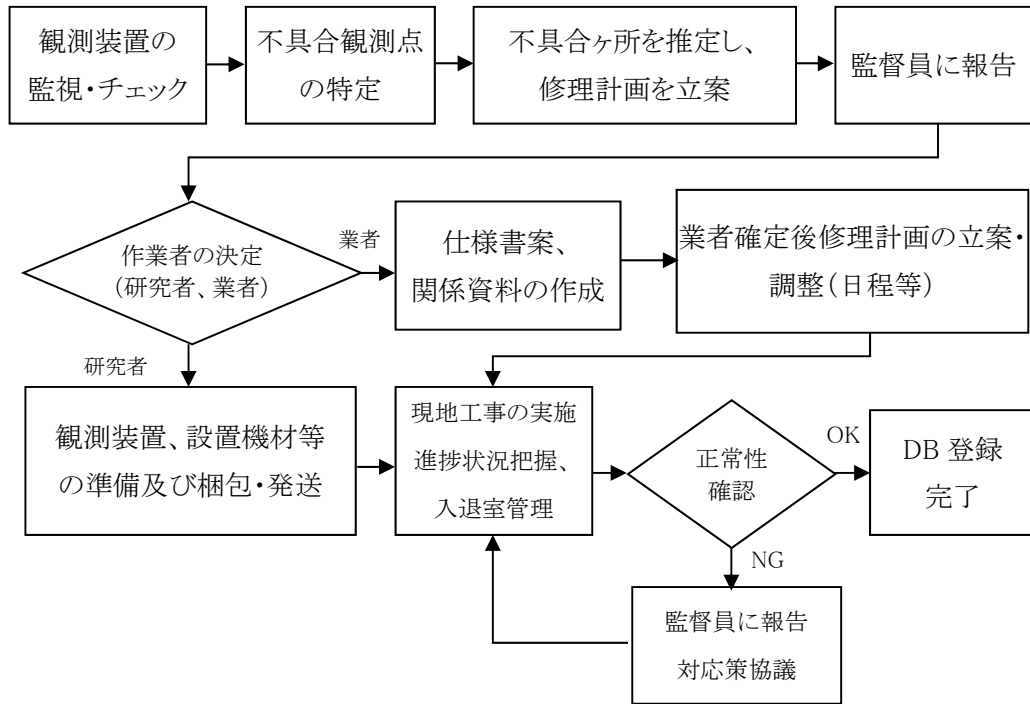 観測装置の
監視・チェック
不具合観測点
の特定
不具合ヶ所を推定し、
修理計画を立案
監督員に報告
作業者の決定
(研究者、業者)
業者
仕様書案、
関係資料の作成
業者確定後修理計画の立案・
調整(日程等)
研究者
観測装置、設置機材等
の準備及び梱包・発送
現地工事の実施
進捗状況把握、
入退室管理
正常性
確認
OK
DB 登録
完了
NG
監督員に報告
対応策協議